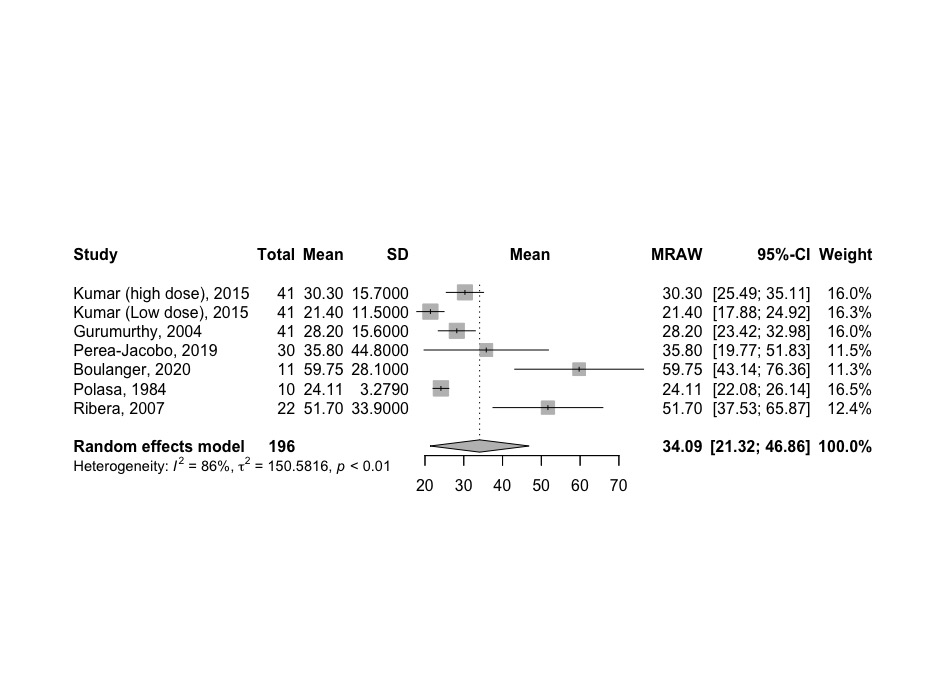 Study Total Mean SD Mean MRAW 95%-CI Weight
Kumar (high dose), 2015 41 30.30 15.7000 30.30 [25.49; 35.11] 16.0%
Kumar (Low dose), 2015 41 21.40 11.5000 21.40 [17.88; 24.92] 16.3%
Gurumurthy, 2004 41 28.20 15.6000 28.20 [23.42; 32.98] 16.0%
Perea-Jacobo, 2019 30 35.80 44.8000 35.80 [19.77; 51.83] 11.5%
Boulanger, 2020 11 59.75 28.1000 59.75 [43.14; 76.36] 11.3%
Polasa, 1984 10 24.11 3.2790 24.11 [22.08; 26.14] 16.5%
Ribera, 2007 22 51.70 33.9000 51.70 [37.53; 65.87] 12.4%
Random effects model 196 34.09 [21.32; 46.86] 100.0%
Heterogeneity: I² = 86%, τ² = 150.5816, p < 0.01
20 30 40 50 60 70